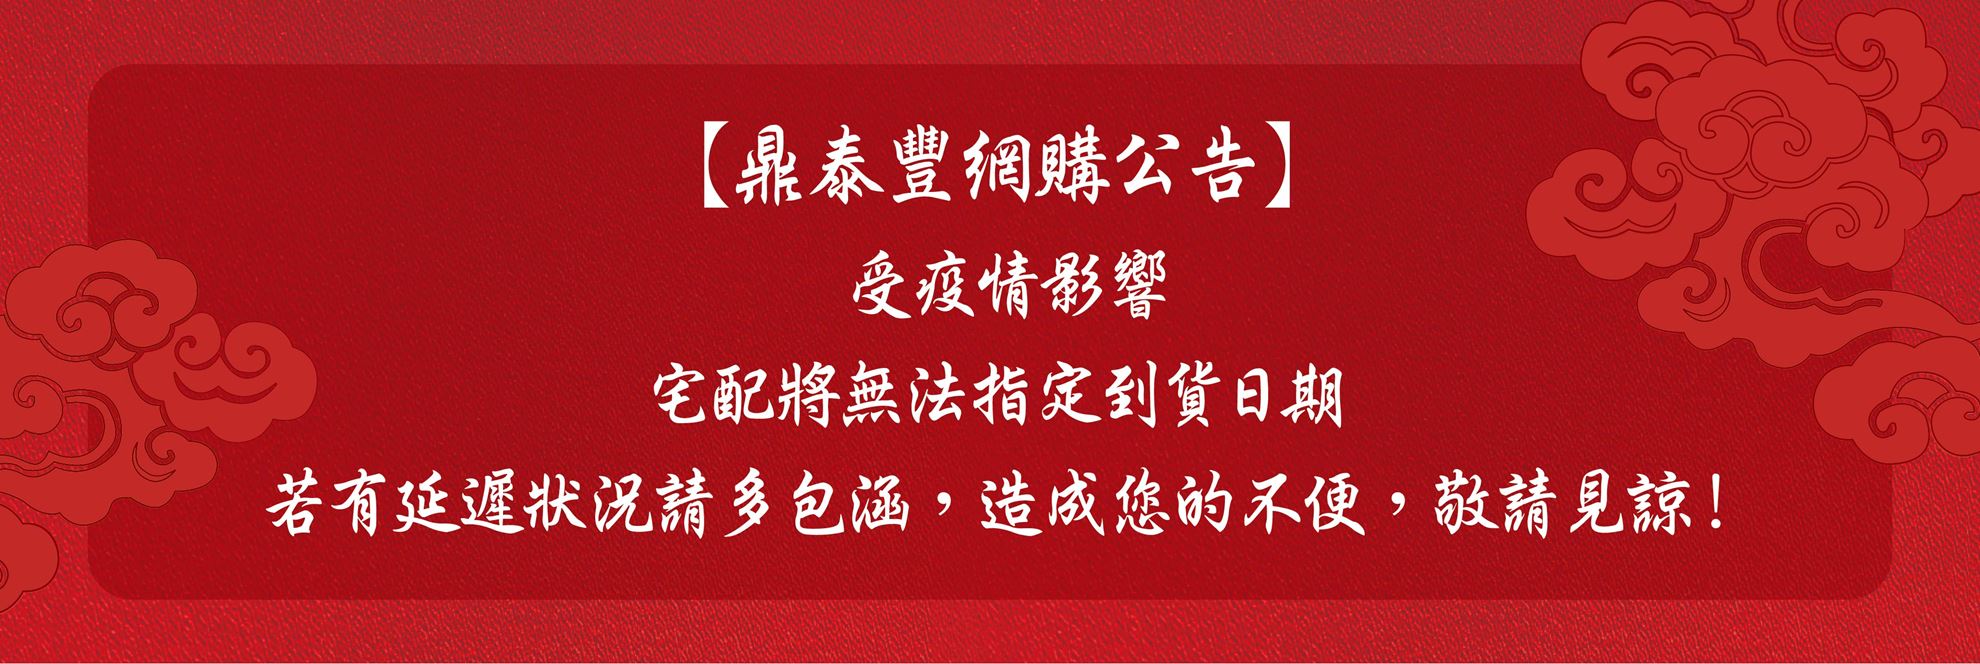 【鼎泰豐網購公告】
受疫情影響
宅配將無法指定到貨日期
若有延遲狀況請多包涵，造成您的不便，敬請見諒！